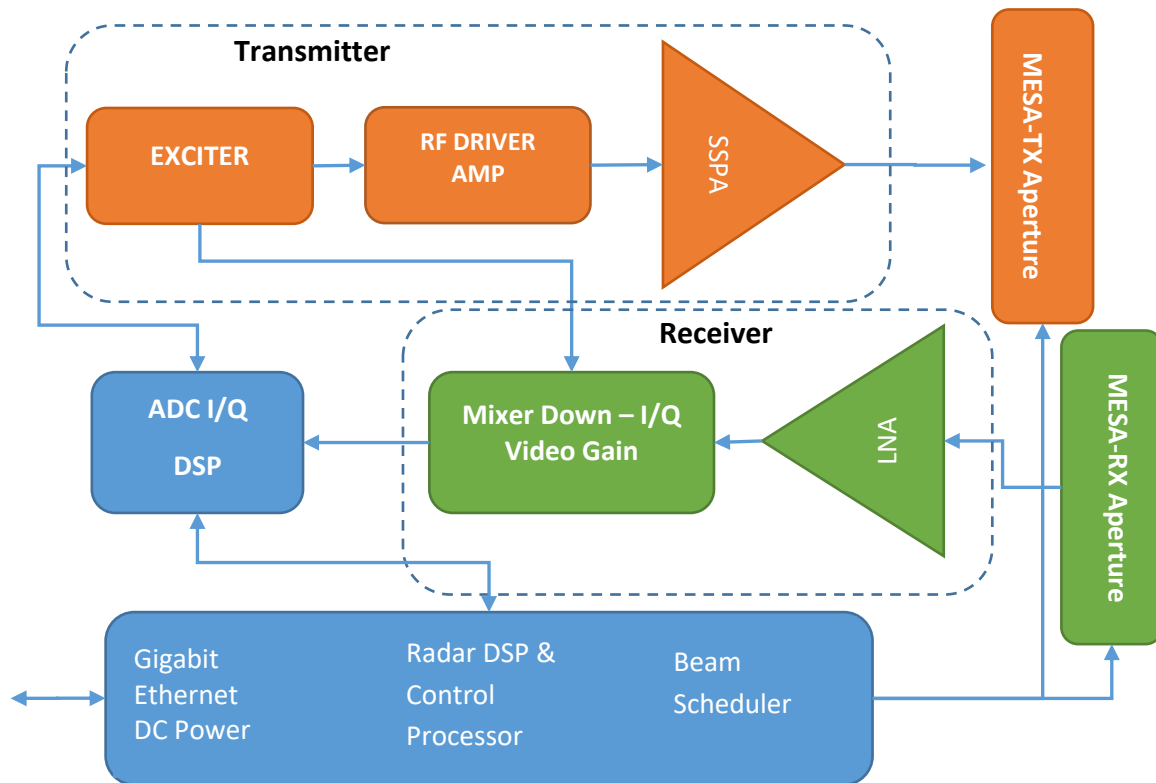 Transmitter
EXCITER
RF DRIVER
AMP
SSPA
MESA-TX Aperture
Receiver
ADC I/Q
DSP
Mixer Down – I/Q
Video Gain
LNA
MESA-RX Aperture
Gigabit
Ethernet
DC Power
Radar DSP &
Control
Processor
Beam
Scheduler